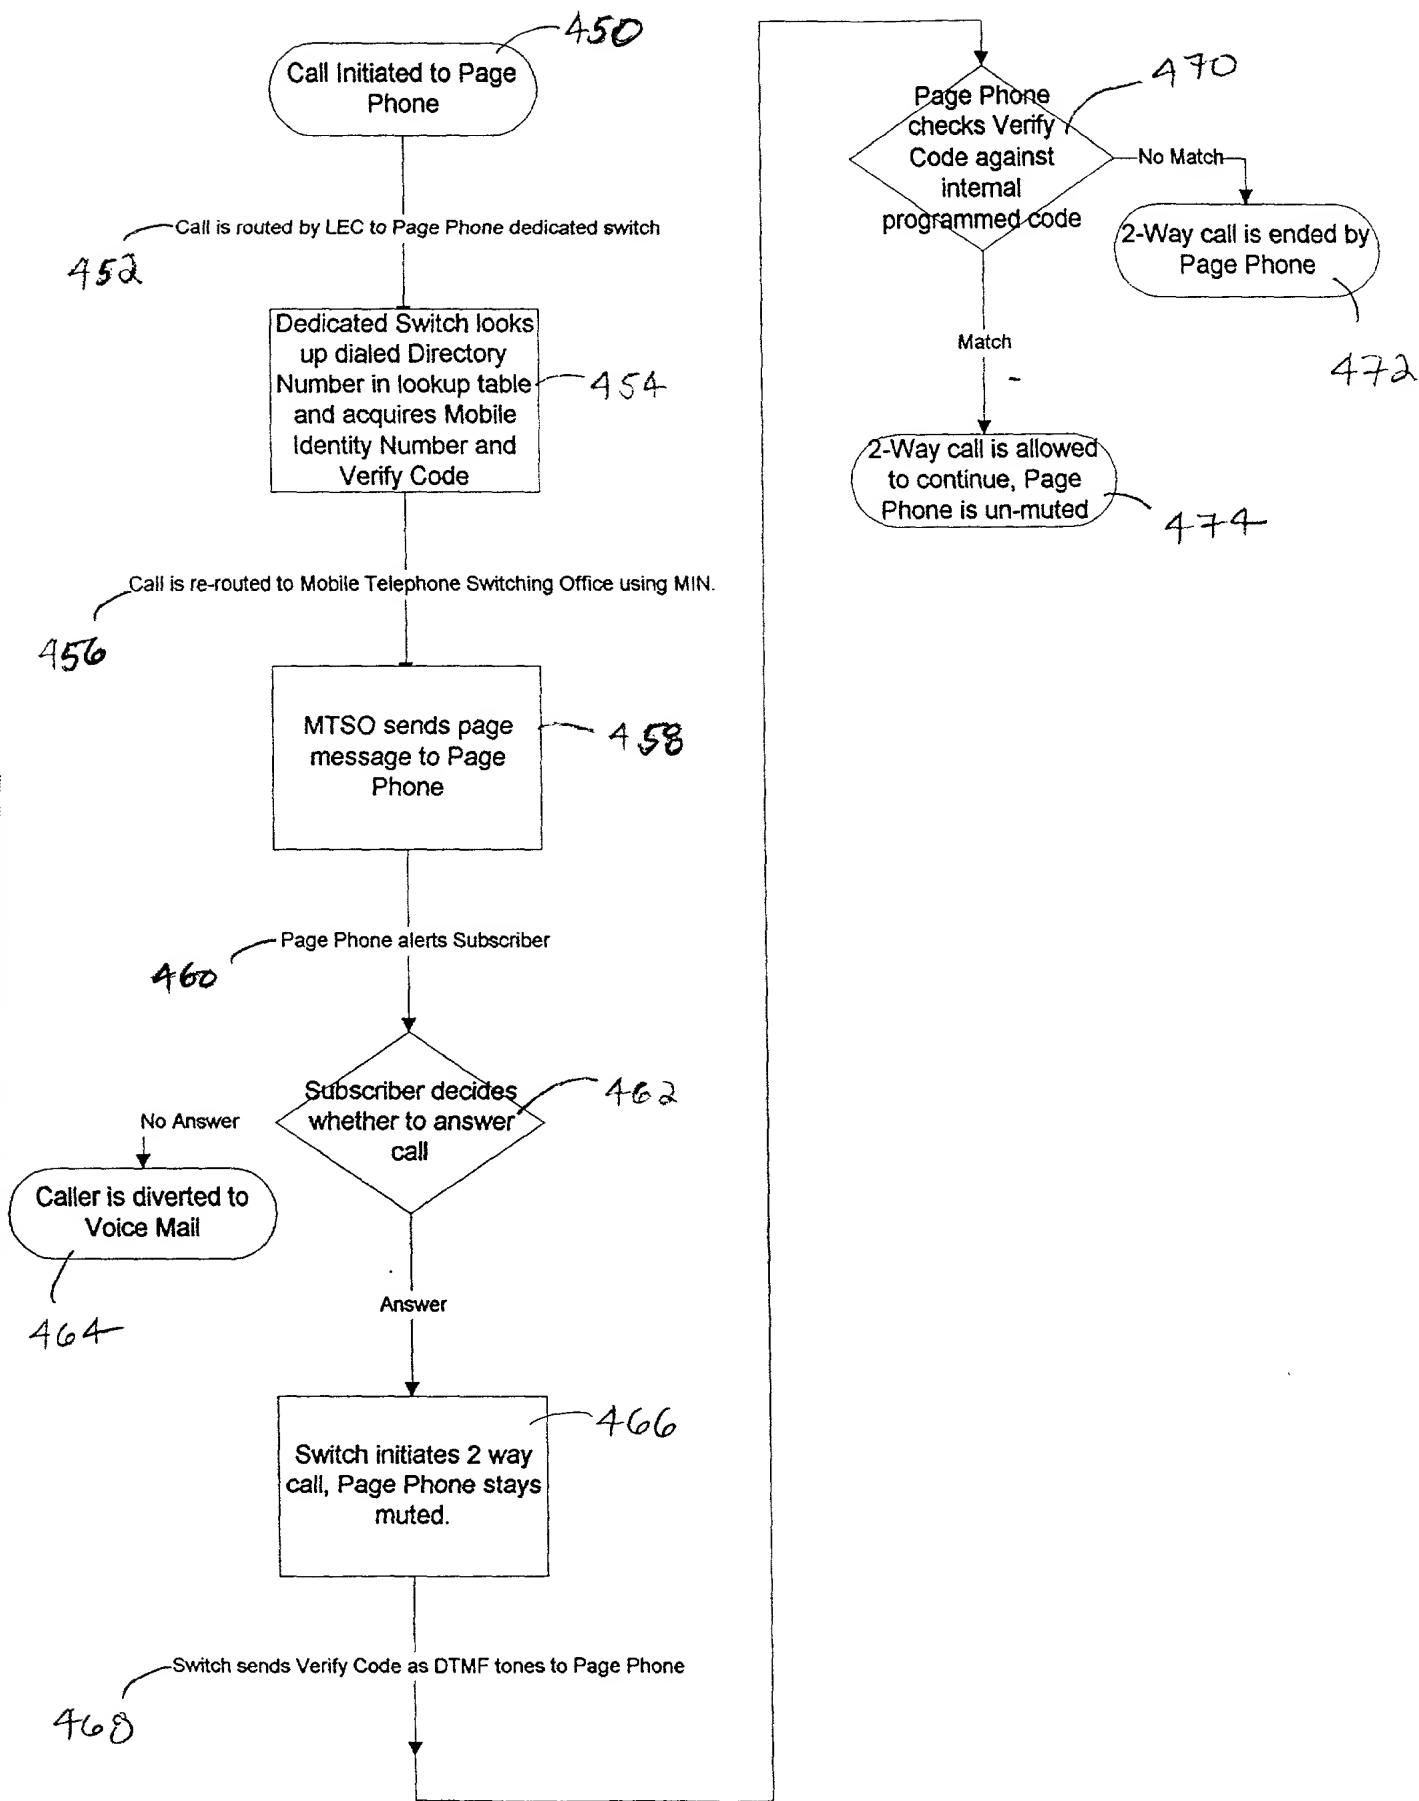 450
Call Initiated to Page
Phone
Call is routed by LEC to Page Phone dedicated switch
452
Dedicated Switch looks
up dialed Directory
Number in lookup table
and acquires Mobile
Identity Number and
Verify Code
454
Call is re-routed to Mobile Telephone Switching Office using MIN.
456
MTSO sends page
message to Page
Phone
458
Page Phone alerts Subscriber
460
Subscriber decides
whether to answer
call
462
No Answer
Caller is diverted to
Voice Mail
464
Answer
Switch initiates 2 way
call, Page Phone stays
muted.
466
Switch sends Verify Code as DTMF tones to Page Phone
468
Page Phone
checks Verify
Code against
internal
programmed code
470
No Match
2-Way call is ended by
Page Phone
472
Match
2-Way call is allowed
to continue, Page
Phone is un-muted
474